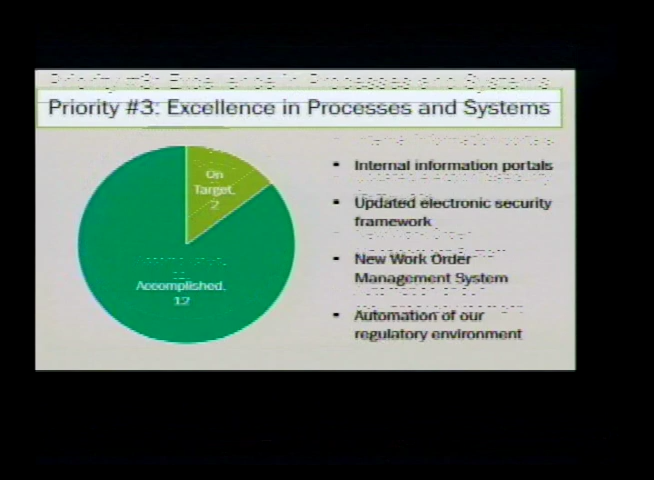 Priority #3: Excellence in Processes and Systems
On
Target,
2
Accomplished,
12
• Internal information portals
• Updated electronic security
framework
• New Work Order
Management System
• Automation of our
regulatory environment